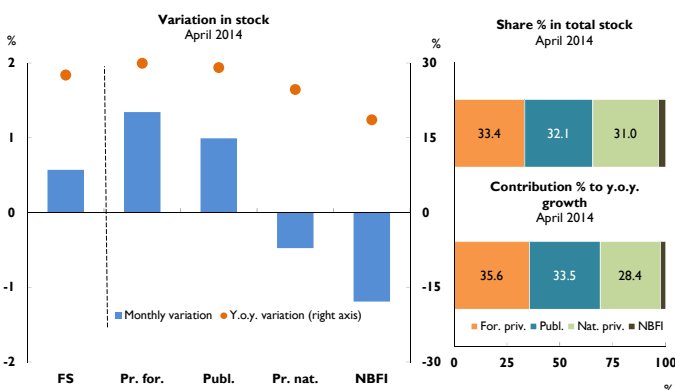 Variation in stock
April 2014
%
%
2
1
0
-1
-2
30
15
0
-15
-30
Monthly variation
Y.o.y. variation (right axis)
FS
Pr. for.
Publ.
Pr. nat.
NBFI
Share % in total stock
April 2014
33.4
32.1
31.0
Contribution % to y.o.y.
growth
April 2014
35.6
33.5
28.4
For. priv.
Publ.
Nat. priv.
NBFI
0
25
50
75
100
%